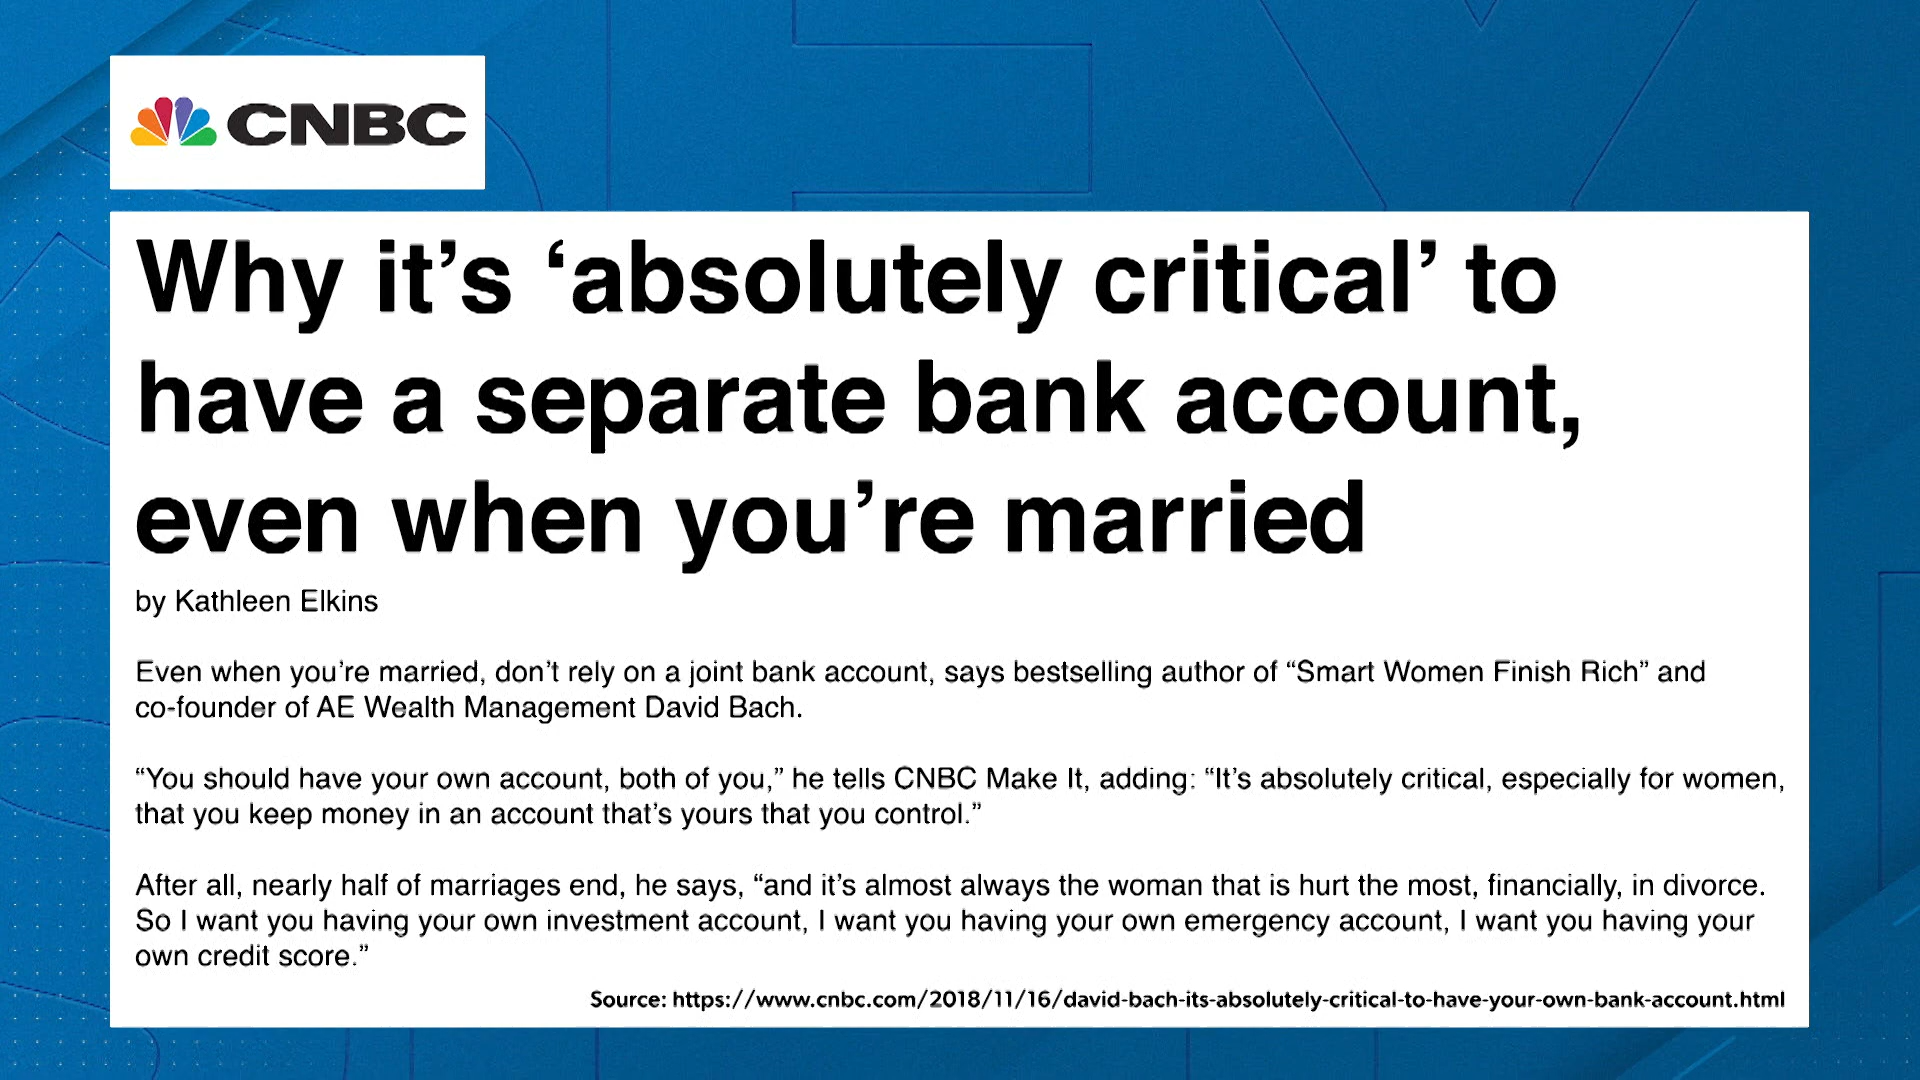 CNBC
Why it’s ‘absolutely critical’ to
have a separate bank account,
even when you’re married
by Kathleen Elkins
Even when you’re married, don’t rely on a joint bank account, says bestselling author of “Smart Women Finish Rich” and
co-founder of AE Wealth Management David Bach.
“You should have your own account, both of you,” he tells CNBC Make It, adding: “It’s absolutely critical, especially for women,
that you keep money in an account that’s yours that you control.”
After all, nearly half of marriages end, he says, “and it’s almost always the woman that is hurt the most, financially, in divorce.
So I want you having your own investment account, I want you having your own emergency account, I want you having your
own credit score.”
Source: https://www.cnbc.com/2018/11/16/david-bach-its-absolutely-critical-to-have-your-own-bank-account.html